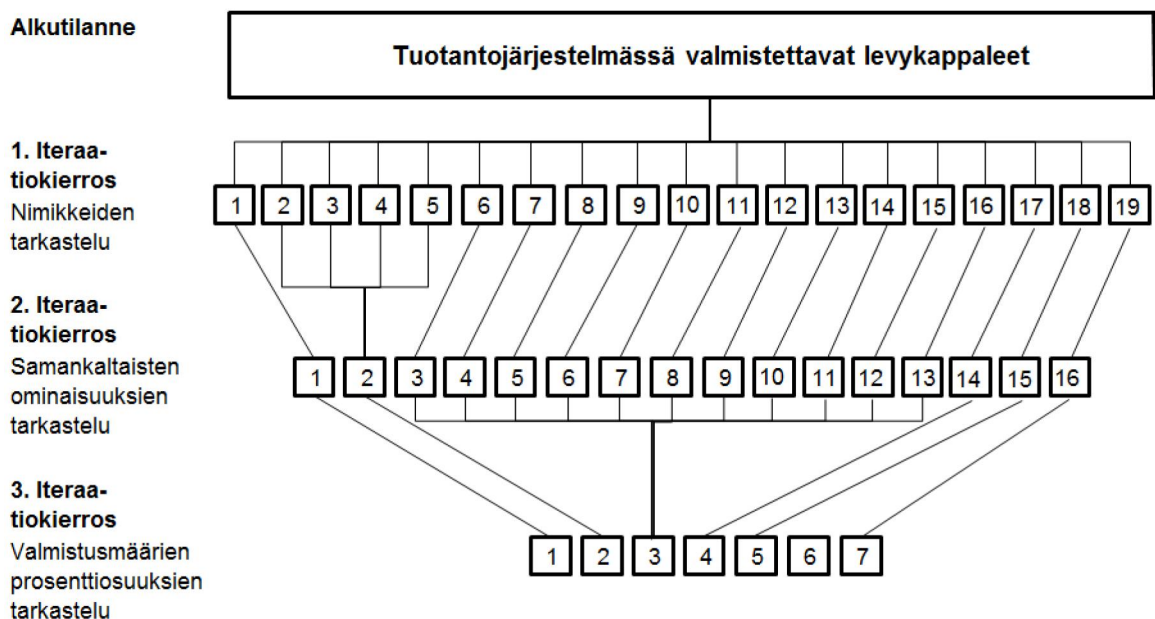 Alkutilanne
Tuotantojärjestelmässä valmistettavat levykappaleet
1. Iteraa-
tiokierros
Nimikkeiden
tarkastelu
1 2 3 4 5 6 7 8 9 10 11 12 13 14 15 16 17 18 19
2. Iteraa-
tiokierros
Samankaltaisten
ominaisuuksien
tarkastelu
1 2 3 4 5 6 7 8 9 10 11 12 13 14 15 16
3. Iteraa-
tiokierros
Valmistusmäärien
prosenttiosuuksien
tarkastelu
1 2 3 4 5 6 7